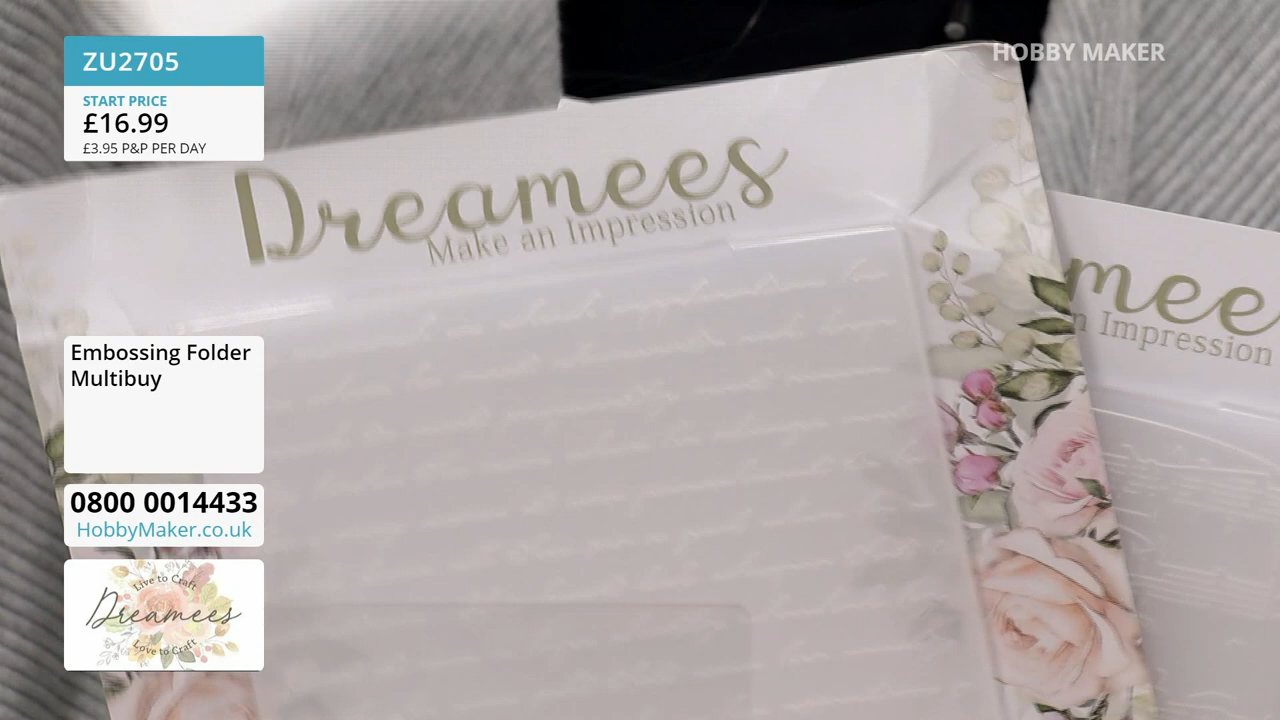 ZU2705
START PRICE
£16.99
£3.95 P&P PER DAY
HOBBY MAKER
Dreamees
Make an Impression
mee
n Impression
Embossing Folder
Multibuy
0800 0014433
HobbyMaker.co.uk
Live to Craft
Dreamees
Love to Craft